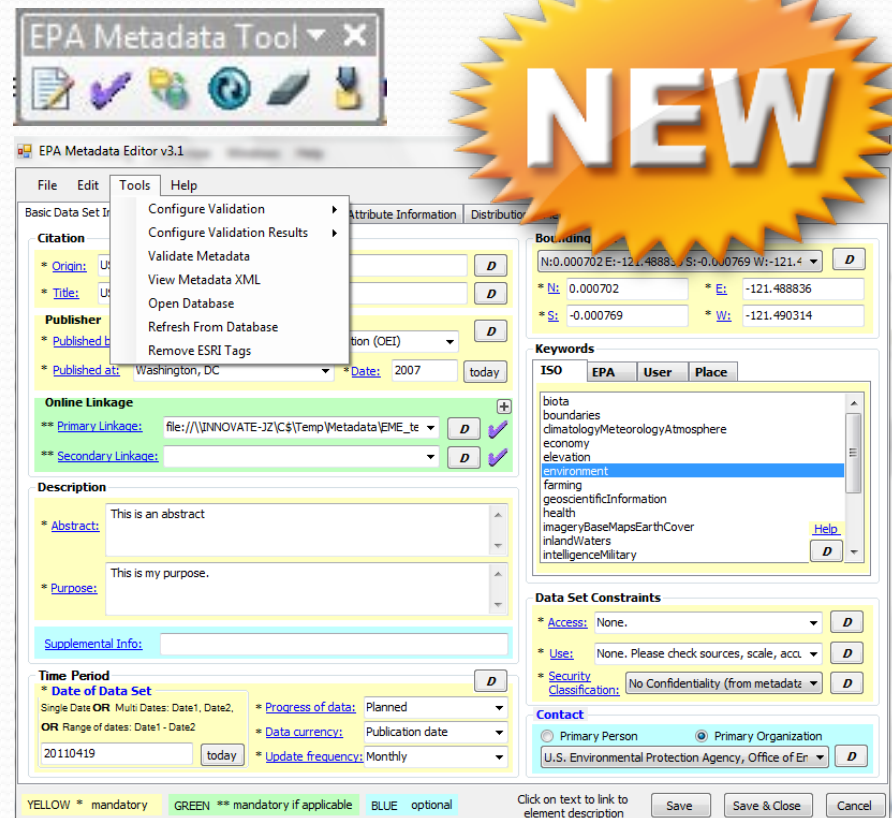 EPA Metadata Tool
NEW
EPA Metadata Editor v3.1
File Edit Tools Help
Basic Data Set Attribute Information
Configure Validation
Configure Validation Results
Validate Metadata
View Metadata XML
Open Database
Refresh From Database
Remove ESRI Tags
Citation
* Origin: D
* Title: D
Publisher
* Published (OEI) D
* Published at: Washington, DC *Date: 2007 today
Online Linkage
** Primary Linkage: file://\\INNOVATE-JZ\C$\Temp\Metadata\EME_te D
** Secondary Linkage: D
Description
* Abstract: This is an abstract
* Purpose: This is my purpose.
Supplemental Info:
Time Period D
* Date of Data Set
Single Date OR Multi Dates: Date1, Date2,
OR Range of dates: Date1 - Date2
20110419 today
* Progress of data: Planned
* Data currency: Publication date
* Update frequency: Monthly
Bounding
N:0.000702 W:-121.4 D
* N: 0.000702 * E: -121.488836
* S: -0.000769 * W: -121.490314
Keywords
ISO EPA User Place
biota
boundaries
climatologyMeteorologyAtmosphere
economy
elevation
environment
farming
geoscientificInformation
health
imageryBaseMapsEarthCover
inlandWaters
intelligenceMilitary
Help
D
Data Set Constraints
* Access: None. D
* Use: None. Please check sources, scale, accu D
* Security Classification: No Confidentiality (from metadata D
Contact
Primary Person Primary Organization
U.S. Environmental Protection Agency, Office of Er D
YELLOW * mandatory GREEN ** mandatory if applicable BLUE optional
Click on text to link to
element description
Save Save & Close Cancel